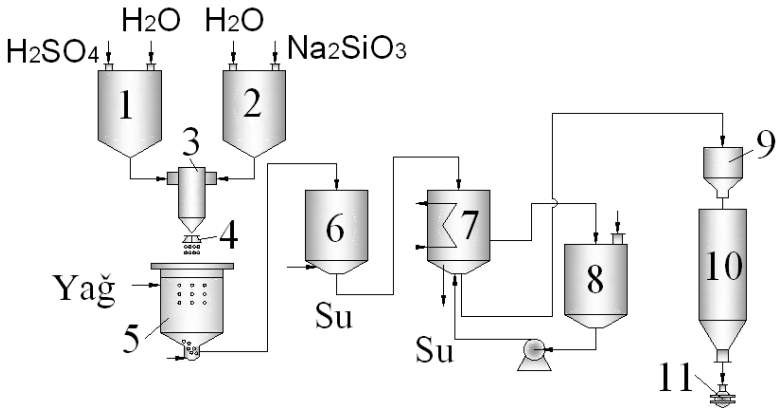 H2O H2O
H2SO4 Na2SiO3
1 2
3
9
4
6 7
10
8
Yağ
5 Su Su
11